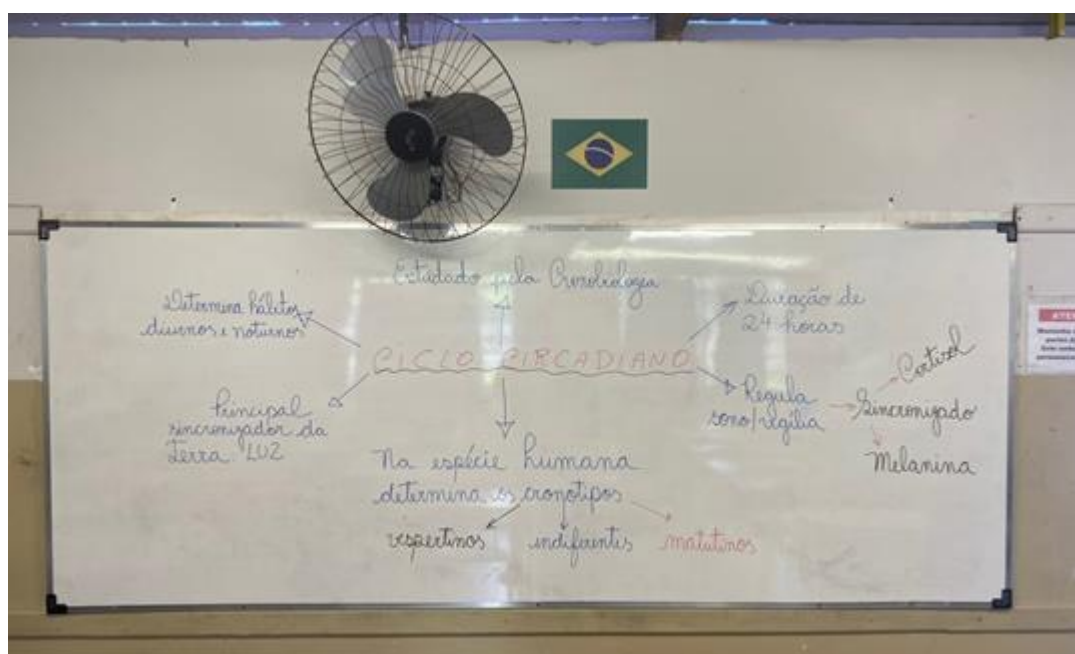 Estudado pela Cronobiologia
Determina hábitos
diurnos e noturnos
Duração de
24 horas
CICLO CIRCADIANO
Principal
sincronizador da
Terra: LUZ
Regula
sono/vigília
Sincronizado
Cortisol
Melanina
Na espécie humana
determina os cronotipos
vespertinos
indiferentes
matutinos